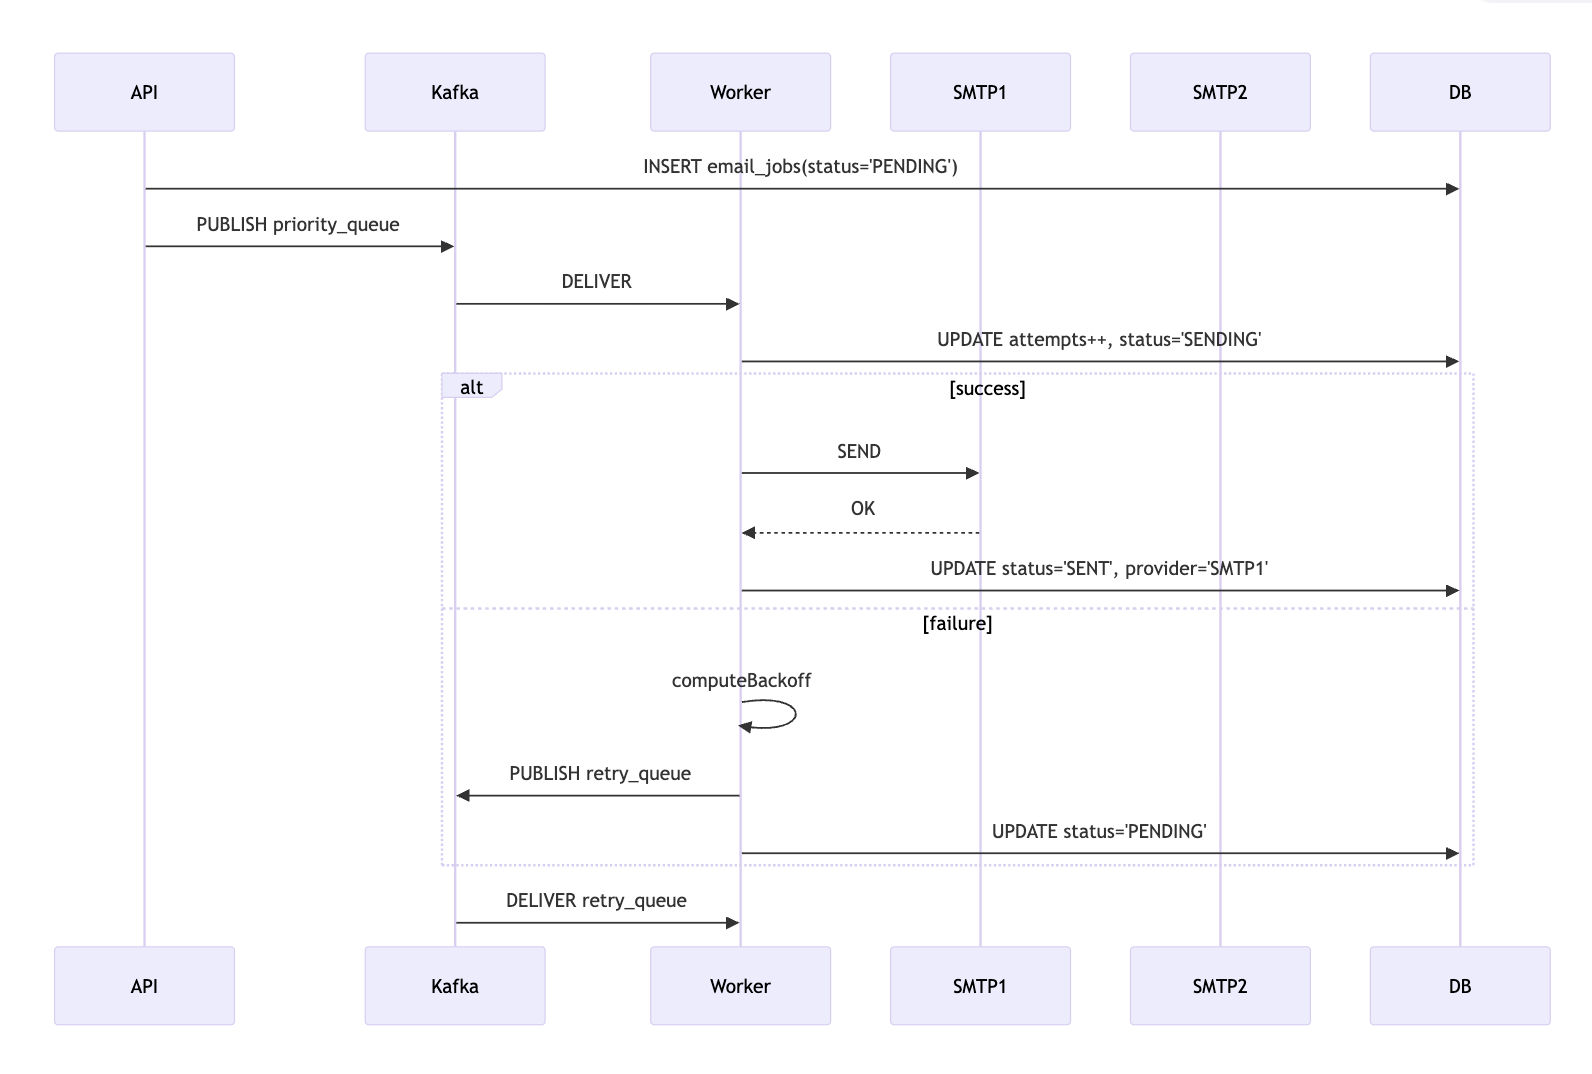 API
Kafka
Worker
SMTP1
SMTP2
DB
INSERT email_jobs(status='PENDING')
PUBLISH priority_queue
DELIVER
UPDATE attempts++, status='SENDING'
alt
[success]
SEND
OK
UPDATE status='SENT', provider='SMTP1'
[failure]
computeBackoff
PUBLISH retry_queue
UPDATE status='PENDING'
DELIVER retry_queue
API
Kafka
Worker
SMTP1
SMTP2
DB